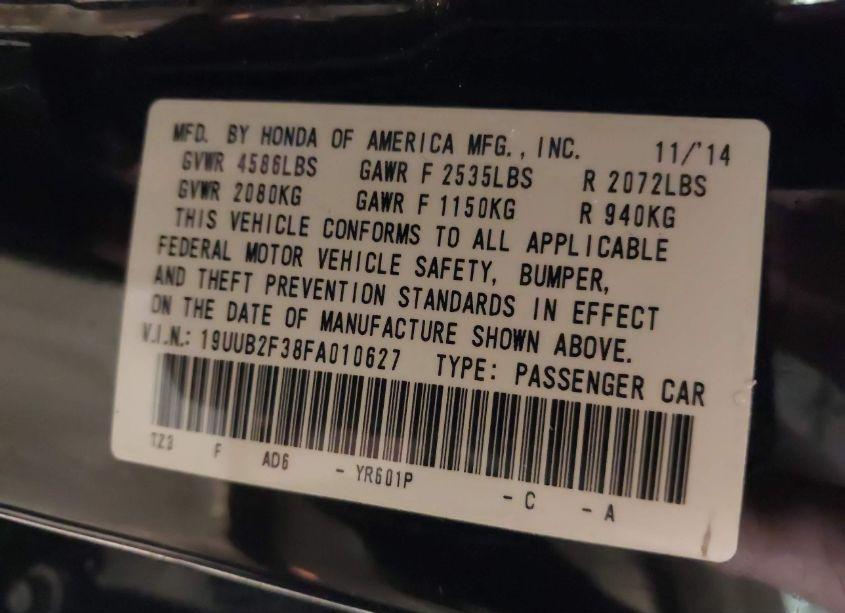 MFD. BY HONDA OF AMERICA MFG., INC. 11/'14
GVWR 4586LBS GAWR F 2535LBS R 2072LBS
GVWR 2080KG GAWR F 1150KG R 940KG
THIS VEHICLE CONFORMS TO ALL APPLICABLE
FEDERAL MOTOR VEHICLE SAFETY, BUMPER,
AND THEFT PREVENTION STANDARDS IN EFFECT
ON THE DATE OF MANUFACTURE SHOWN ABOVE.
V.I.N.: 19UUB2F38FA010627 TYPE: PASSENGER CAR
TZ3 F AD6 - YR601P - C - A